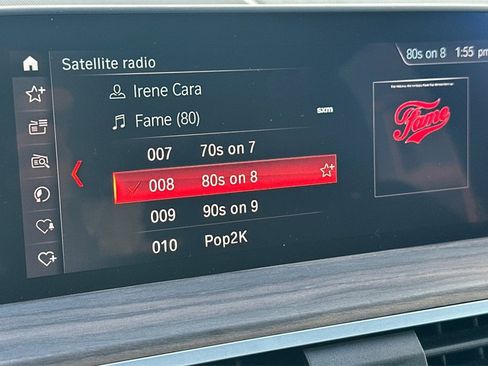 Satellite radio
80s on 8 1:55 pm
Irene Cara
Fame (80)
sxm
007 70s on 7
008 80s on 8
009 90s on 9
010 Pop2K
Fame